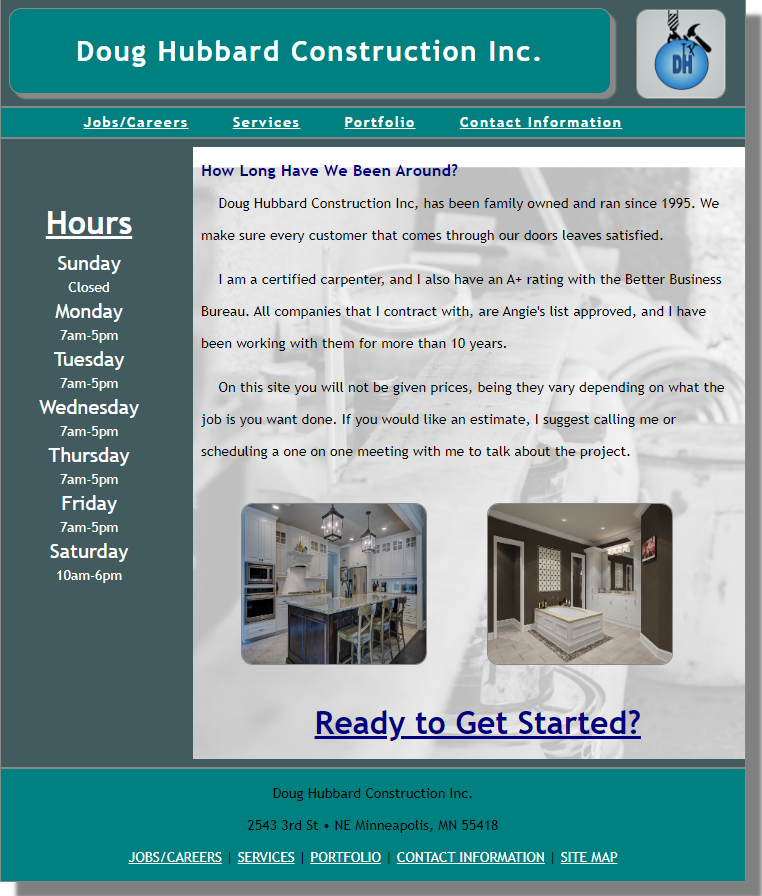 Doug Hubbard Construction Inc.
DH
Jobs/Careers Services Portfolio Contact Information
Hours
Sunday
Closed
Monday
7am-5pm
Tuesday
7am-5pm
Wednesday
7am-5pm
Thursday
7am-5pm
Friday
7am-5pm
Saturday
10am-6pm
How Long Have We Been Around?
Doug Hubbard Construction Inc, has been family owned and ran since 1995. We
make sure every customer that comes through our doors leaves satisfied.
I am a certified carpenter, and I also have an A+ rating with the Better Business
Bureau. All companies that I contract with, are Angie's list approved, and I have
been working with them for more than 10 years.
On this site you will not be given prices, being they vary depending on what the
job is you want done. If you would like an estimate, I suggest calling me or
scheduling a one on one meeting with me to talk about the project.
Ready to Get Started?
Doug Hubbard Construction Inc.
2543 3rd St • NE Minneapolis, MN 55418
JOBS/CAREERS | SERVICES | PORTFOLIO | CONTACT INFORMATION | SITE MAP